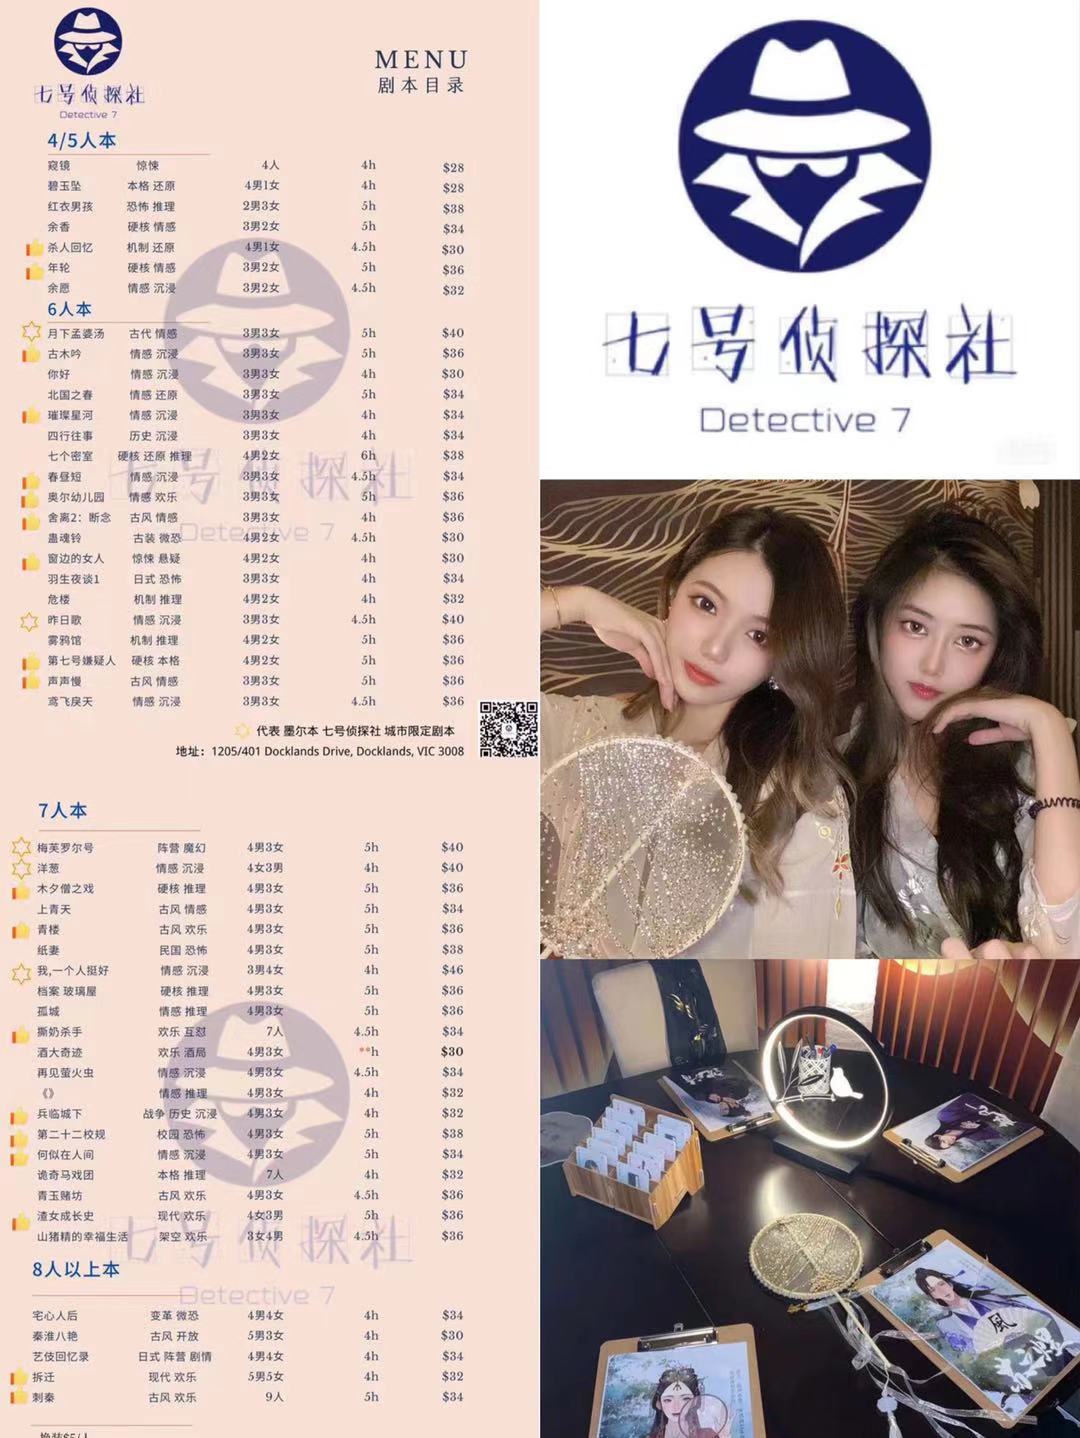 七号侦探社
Detective 7
MENU
剧本目录
4/5人本
窥镜 惊悚 4人 4h $28
碧玉坠 本格 还原 4男1女 4h $28
红衣男孩 恐怖 推理 2男3女 5h $38
余香 硬核 情感 3男2女 5h $34
杀人回忆 机制 还原 4男1女 4.5h $30
年轮 硬核 情感 3男2女 5h $36
余愿 情感 沉浸 3男2女 4.5h $32
6人本
月下孟婆汤 古代 情感 3男3女 5h $40
古木吟 情感 沉浸 3男3女 5h $36
你好 情感 沉浸 3男3女 4h $30
北国之春 情感 还原 3男3女 5h $34
璀璨星河 情感 沉浸 3男3女 4h $34
四行往事 历史 沉浸 3男3女 4h $34
七个密室 硬核 还原 推理 4男2女 6h $38
春昼短 情感 沉浸 3男3女 4.5h $34
奥尔幼儿园 情感 欢乐 3男3女 5h $36
舍离2：断念 古风 情感 3男3女 4h $36
蛊魂铃 古装 微恐 4男2女 4.5h $30
窗边的女人 惊悚 悬疑 4男2女 4h $30
羽生夜谈1 日式 恐怖 3男3女 4h $34
危楼 机制 推理 4男2女 4h $32
昨日歌 情感 沉浸 3男3女 4.5h $40
雾鸦馆 机制 推理 4男2女 5h $36
第七号嫌疑人 硬核 本格 4男2女 5h $36
声声慢 古风 情感 3男3女 5h $36
鸢飞戾天 情感 沉浸 3男3女 4.5h $36
代表 墨尔本 七号侦探社 城市限定剧本
地址：1205/401 Docklands Drive, Docklands, VIC 3008
七号侦探社
Detective 7
7人本
梅芙罗尔号 阵营 魔幻 4男3女 5h $40
洋葱 情感 沉浸 4女3男 4h $40
木夕僧之戏 硬核 推理 4男3女 5h $36
上青天 古风 情感 4男3女 5h $34
青楼 古风 欢乐 4男3女 5h $36
纸妻 民国 恐怖 4男3女 5h $38
我,一个人挺好 情感 沉浸 3男4女 4h $46
档案 玻璃屋 硬核 推理 4男3女 5h $36
孤城 情感 推理 4男3女 5h $36
撕奶杀手 欢乐 互怼 7人 4.5h $34
酒大奇迹 欢乐 酒局 4男3女 **h $30
再见萤火虫 情感 沉浸 4男3女 4.5h $34
《》 情感 推理 4男3女 4h $32
兵临城下 战争 历史 沉浸 4男3女 4h $32
第二十二校规 校园 恐怖 4男3女 5h $38
何似在人间 情感 沉浸 4男3女 5h $34
诡奇马戏团 本格 推理 7人 4h $32
青玉赌坊 古风 欢乐 4男3女 4.5h $36
渣女成长史 现代 欢乐 4女3男 5h $36
山猪精的幸福生活 架空 欢乐 3女4男 4.5h $36
8人以上本
宅心人后 变革 微恐 4男4女 4h $34
秦淮八艳 古风 开放 5男3女 4h $30
艺伎回忆录 日式 阵营 剧情 4男4女 4h $34
拆迁 现代 欢乐 5男5女 4h $32
刺秦 古风 欢乐 9人 5h $34
七号侦探社
Detective 7
七号侦探社
Detective 7
風